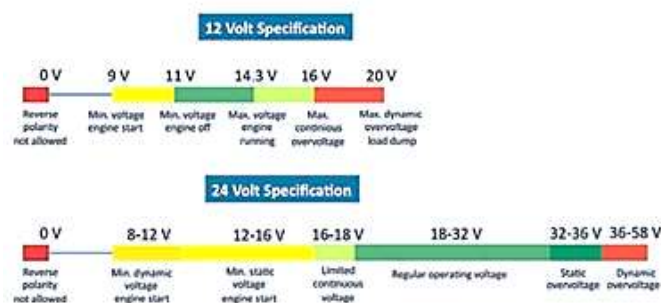 12 Volt Specification
0 V 9 V 11 V 14.3 V 16 V 20 V
Reverse Min. voltage Min. voltage Max. voltage Max. Max. dynamic
polarity engine start engine off engine continious overvoltage
not allowed running overvoltage load dump
24 Volt Specification
0 V 8-12 V 12-16 V 16-18 V 18-32 V 32-36 V 36-58 V
Reverse Min. dynamic Min. static Limited Regular operating voltage Static Dynamic
polarity voltage voltage continuous overvoltage overvoltage
not allowed engine start engine start voltage